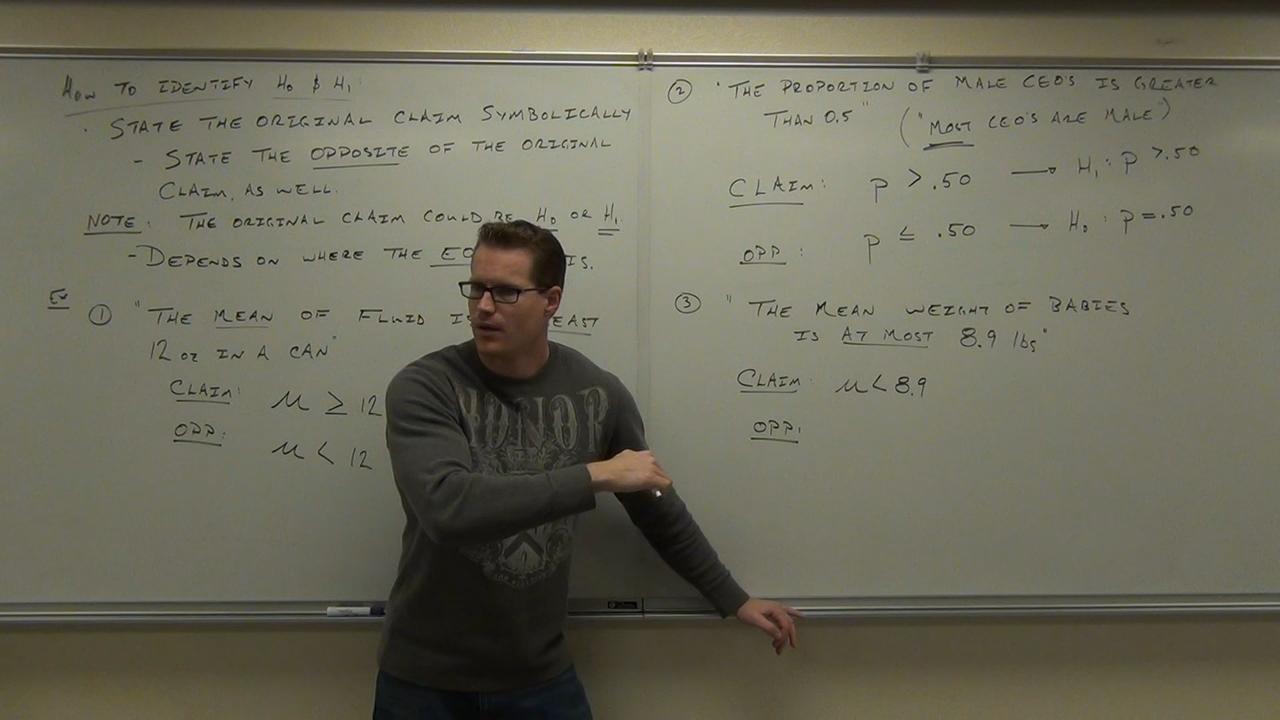 HOW TO IDENTIFY H₀ & H₁:
· STATE THE ORIGINAL CLAIM SYMBOLICALLY
- STATE THE OPPOSITE OF THE ORIGINAL
CLAIM, AS WELL.
NOTE: THE ORIGINAL CLAIM COULD BE H₀ OR H₁
- DEPENDS ON WHERE THE EQ IS.
EX ① "THE MEAN OF FLUID IS EAST
12 OZ IN A CAN"
CLAIM: μ ≥ 12
OPP: μ < 12
② "THE PROPORTION OF MALE CEO'S IS GREATER
THAN 0.5" ("MOST CEO'S ARE MALE")
CLAIM: p > .50 → H₁: p > .50
OPP: p ≤ .50 → H₀: p = .50
③ "THE MEAN WEIGHT OF BABIES
IS AT MOST 8.9 lbs"
CLAIM: μ < 8.9
OPP:
HONOR